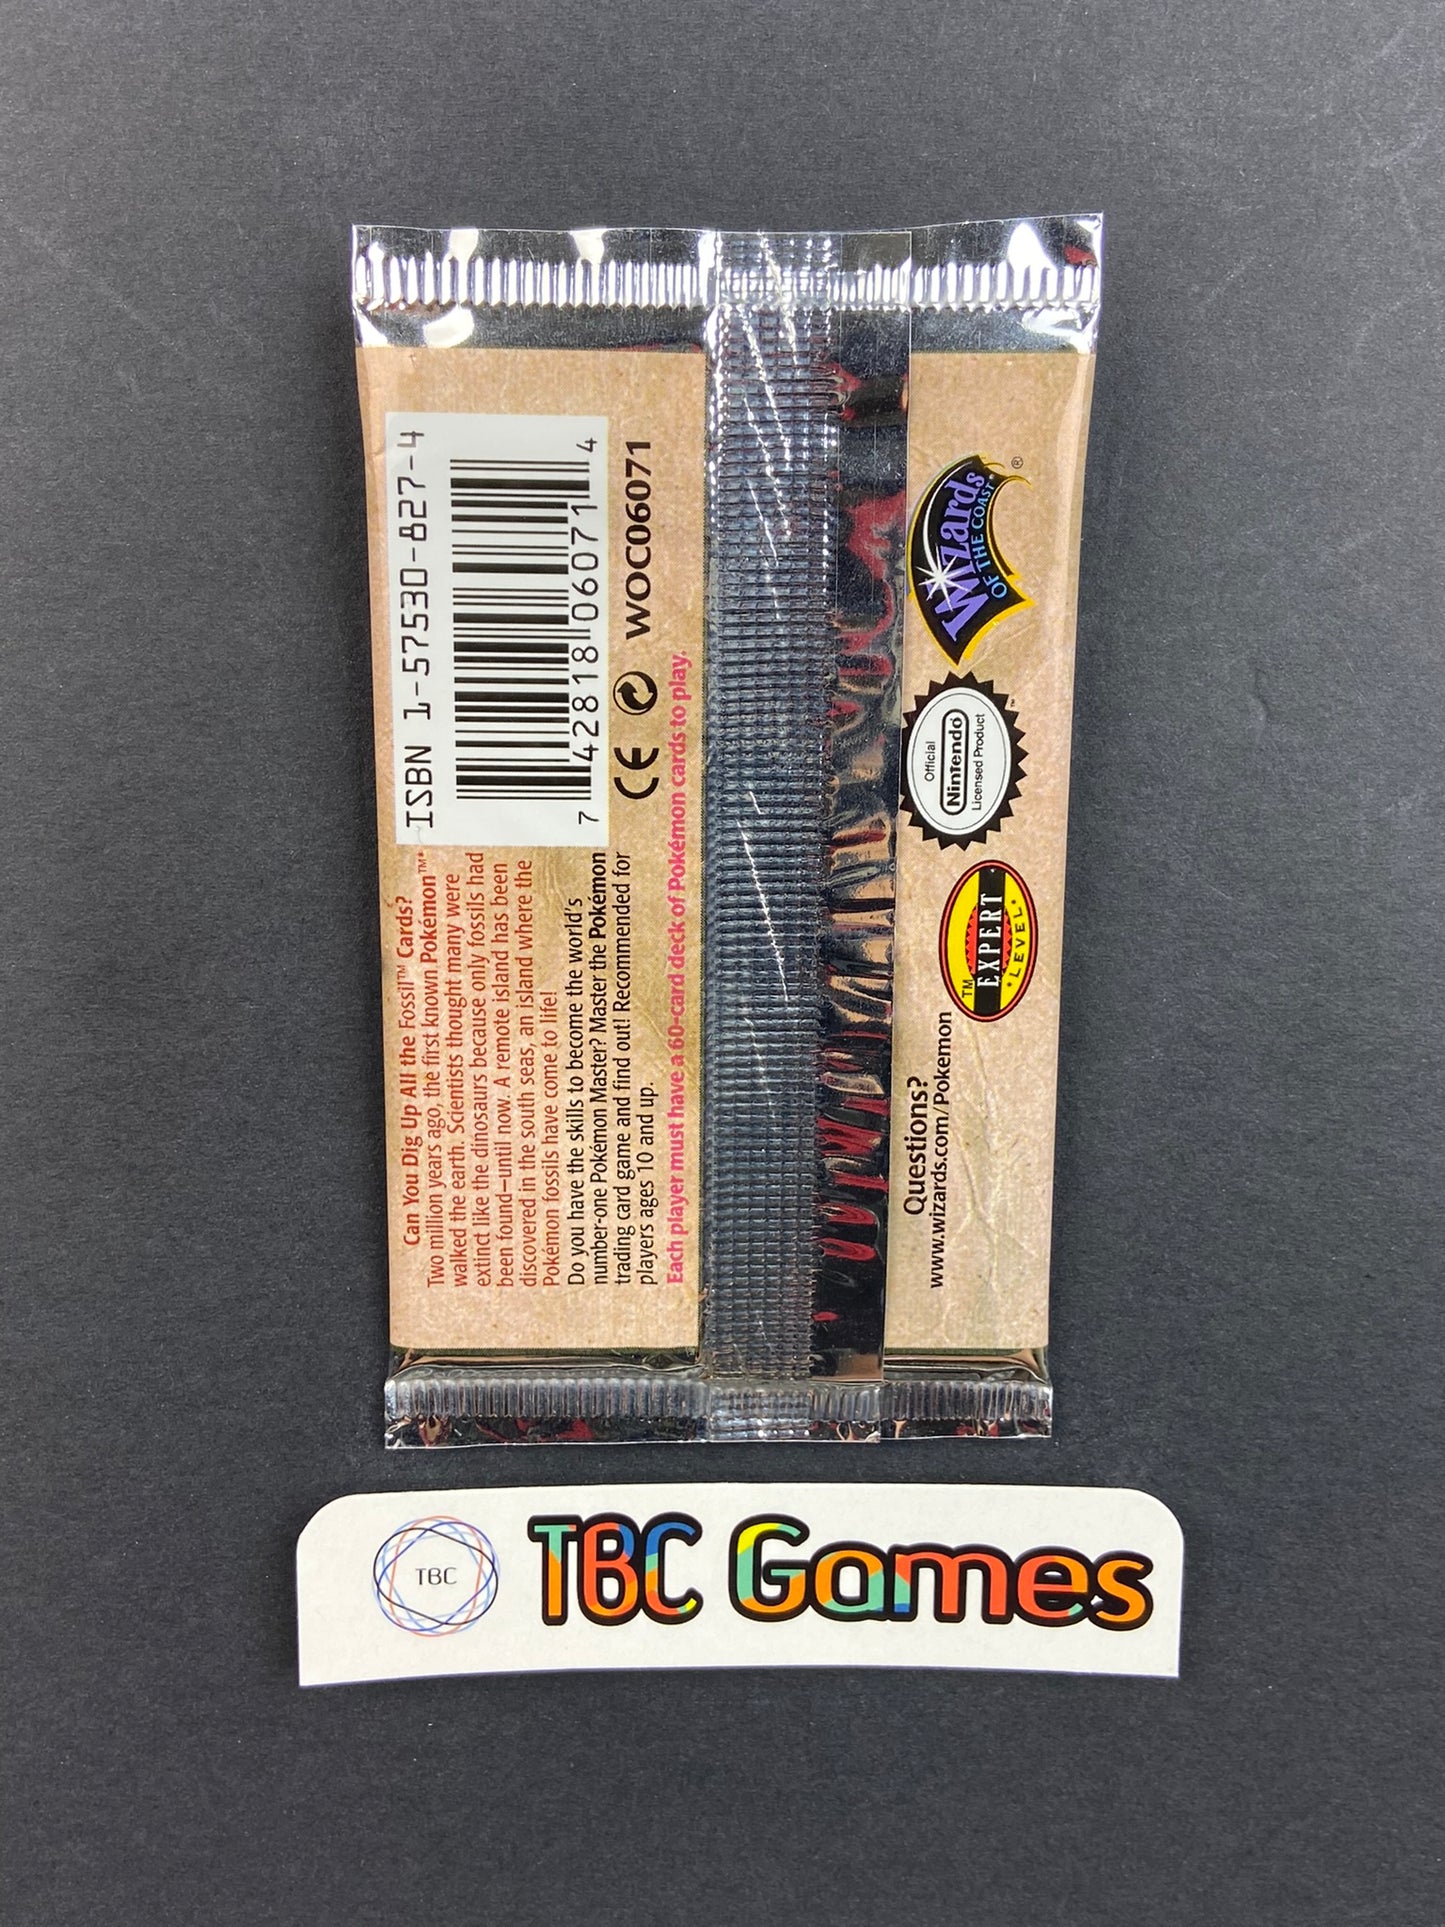 Can You Dig Up All the Fossil™ Cards?
Two million years ago, the first known Pokémon™*
walked the earth. Scientists thought many were
extinct like the dinosaurs because only fossils had
been found–until now. A remote island has been
discovered in the south seas, an island where the
Pokémon fossils have come to life!
Do you have the skills to become the world's
number-one Pokémon Master? Master the Pokémon
trading card game and find out! Recommended for
players ages 10 and up.
Each player must have a 60-card deck of Pokémon cards to play.
ISBN 1-57530-827-4
7 42818 06071 4
CE WOC06071
Questions?
www.wizards.com/Pokemon
TM
EXPERT
LEVEL
Official
Nintendo
Licensed Product
™
Wizards
OF THE COAST®
®
TBC
TBC Games